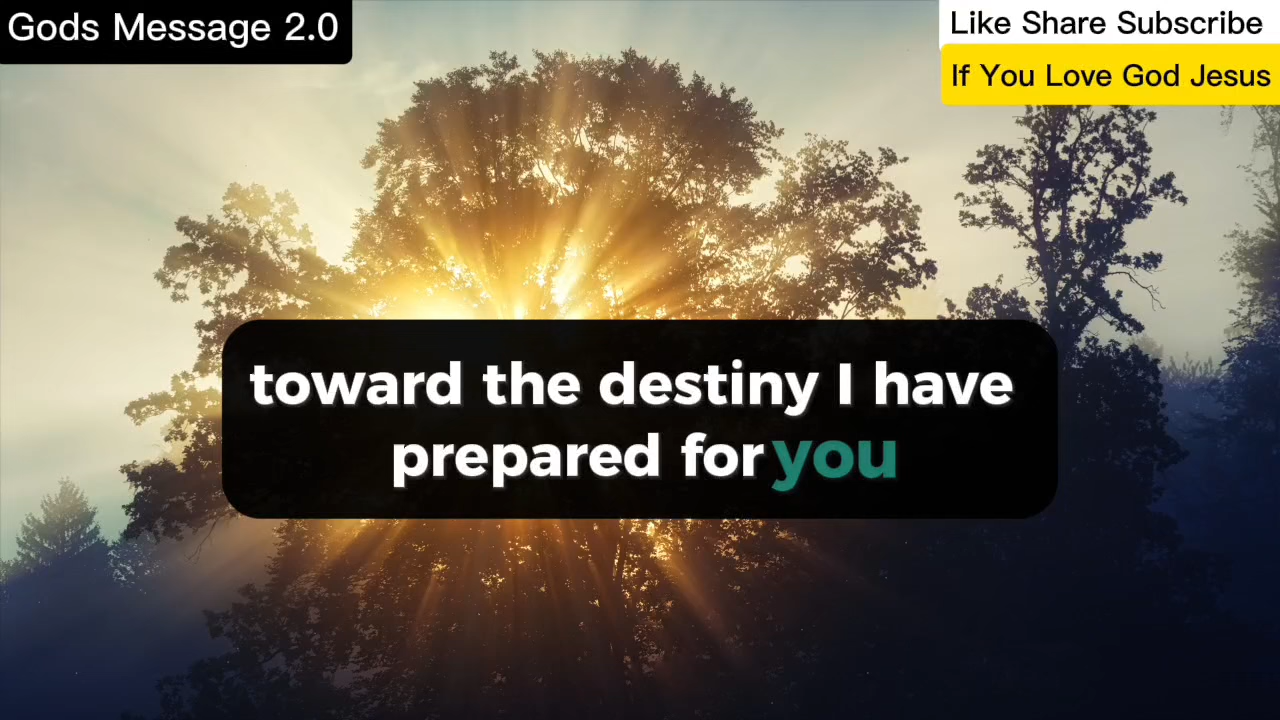 Gods Message 2.0
Like Share Subscribe
If You Love God Jesus
toward the destiny I have
prepared for you